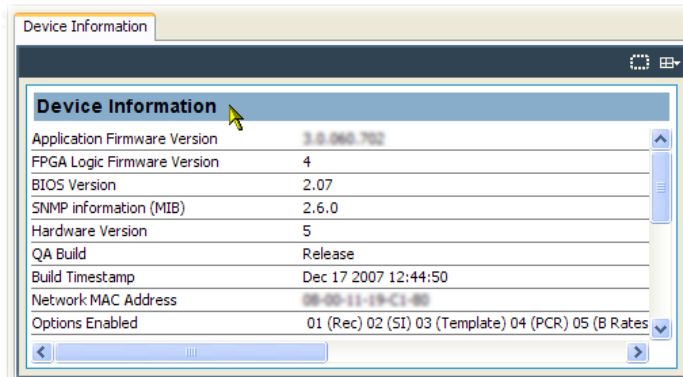 Device Information
Device Information
Application Firmware Version
FPGA Logic Firmware Version 4
BIOS Version 2.07
SNMP information (MIB) 2.6.0
Hardware Version 5
QA Build Release
Build Timestamp Dec 17 2007 12:44:50
Network MAC Address
Options Enabled 01 (Rec) 02 (SI) 03 (Template) 04 (PCR) 05 (B Rates